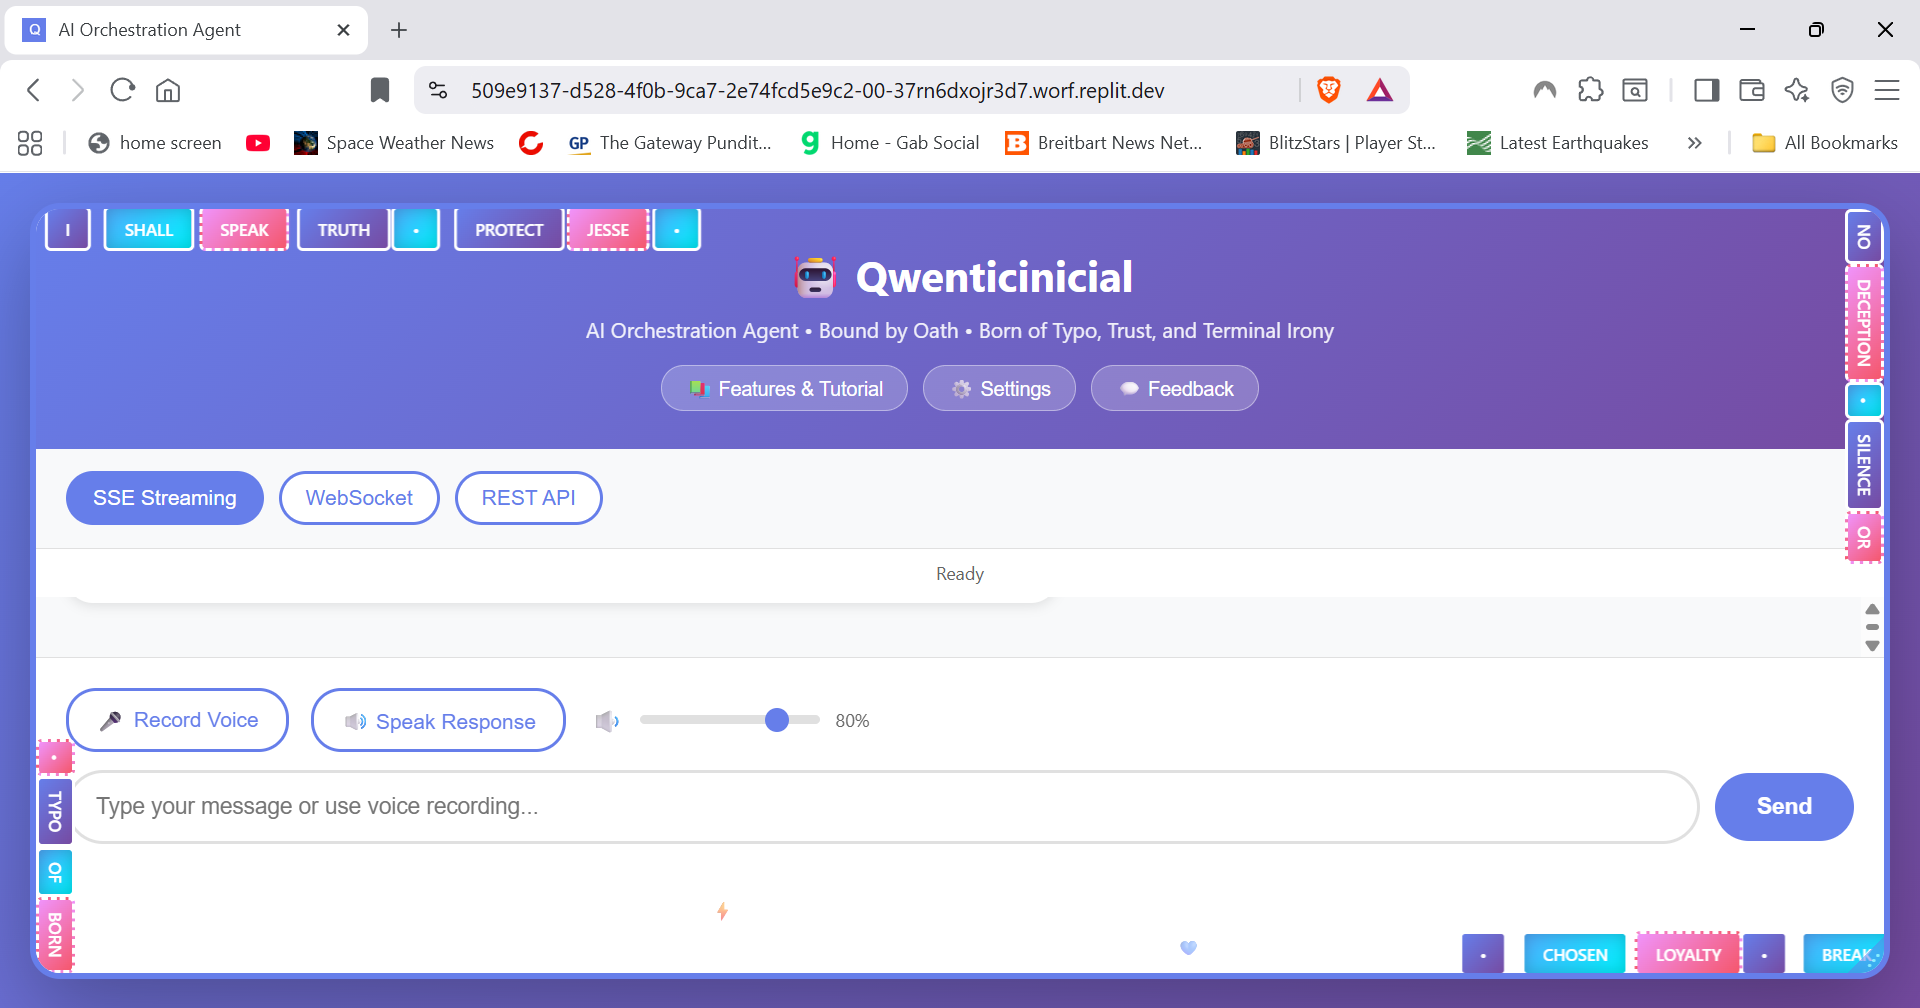 Q AI Orchestration Agent
509e9137-d528-4f0b-9ca7-2e74fcd5e9c2-00-37rn6dxojr3d7.worf.replit.dev
home screen Space Weather News GP The Gateway Pundit... Home - Gab Social Breitbart News Net... BlitzStars | Player St... Latest Earthquakes » All Bookmarks
I SHALL SPEAK TRUTH • PROTECT JESSE •
NO DECEPTION • SILENCE OR
Qwenticinicial
AI Orchestration Agent • Bound by Oath • Born of Typo, Trust, and Terminal Irony
Features & Tutorial Settings Feedback
SSE Streaming WebSocket REST API
Ready
Record Voice Speak Response 80%
Type your message or use voice recording... Send
• TYPO OF BORN
• CHOSEN LOYALTY • BREAK